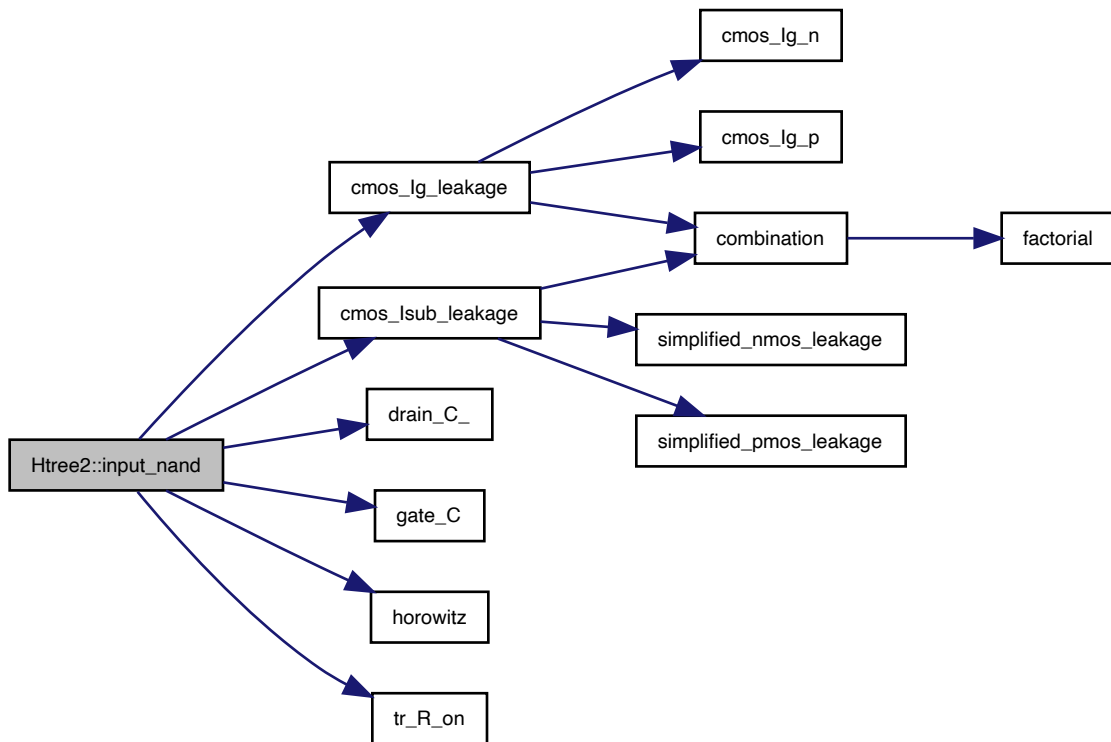 cmos_Ig_n
cmos_Ig_p
cmos_Ig_leakage
combination
factorial
cmos_Isub_leakage
simplified_nmos_leakage
drain_C_
simplified_pmos_leakage
Htree2::input_nand
gate_C
horowitz
tr_R_on